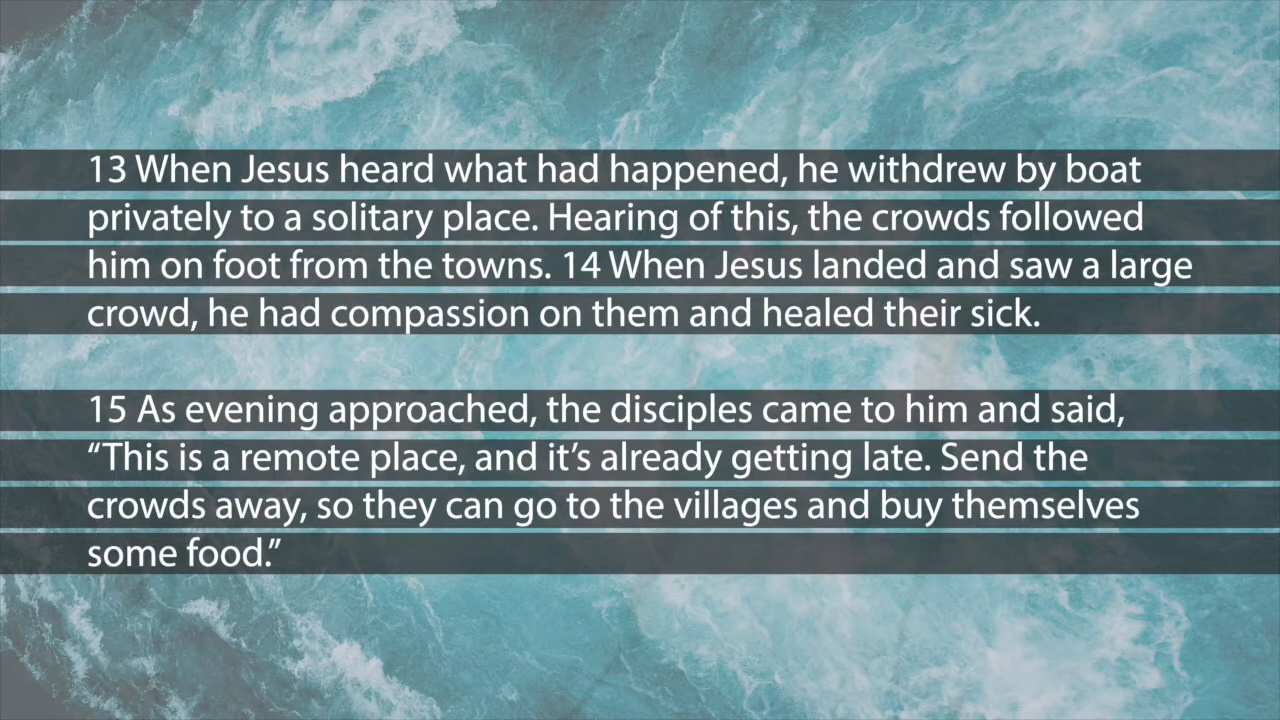 13 When Jesus heard what had happened, he withdrew by boat
privately to a solitary place. Hearing of this, the crowds followed
him on foot from the towns. 14 When Jesus landed and saw a large
crowd, he had compassion on them and healed their sick.
15 As evening approached, the disciples came to him and said,
“This is a remote place, and it’s already getting late. Send the
crowds away, so they can go to the villages and buy themselves
some food.”